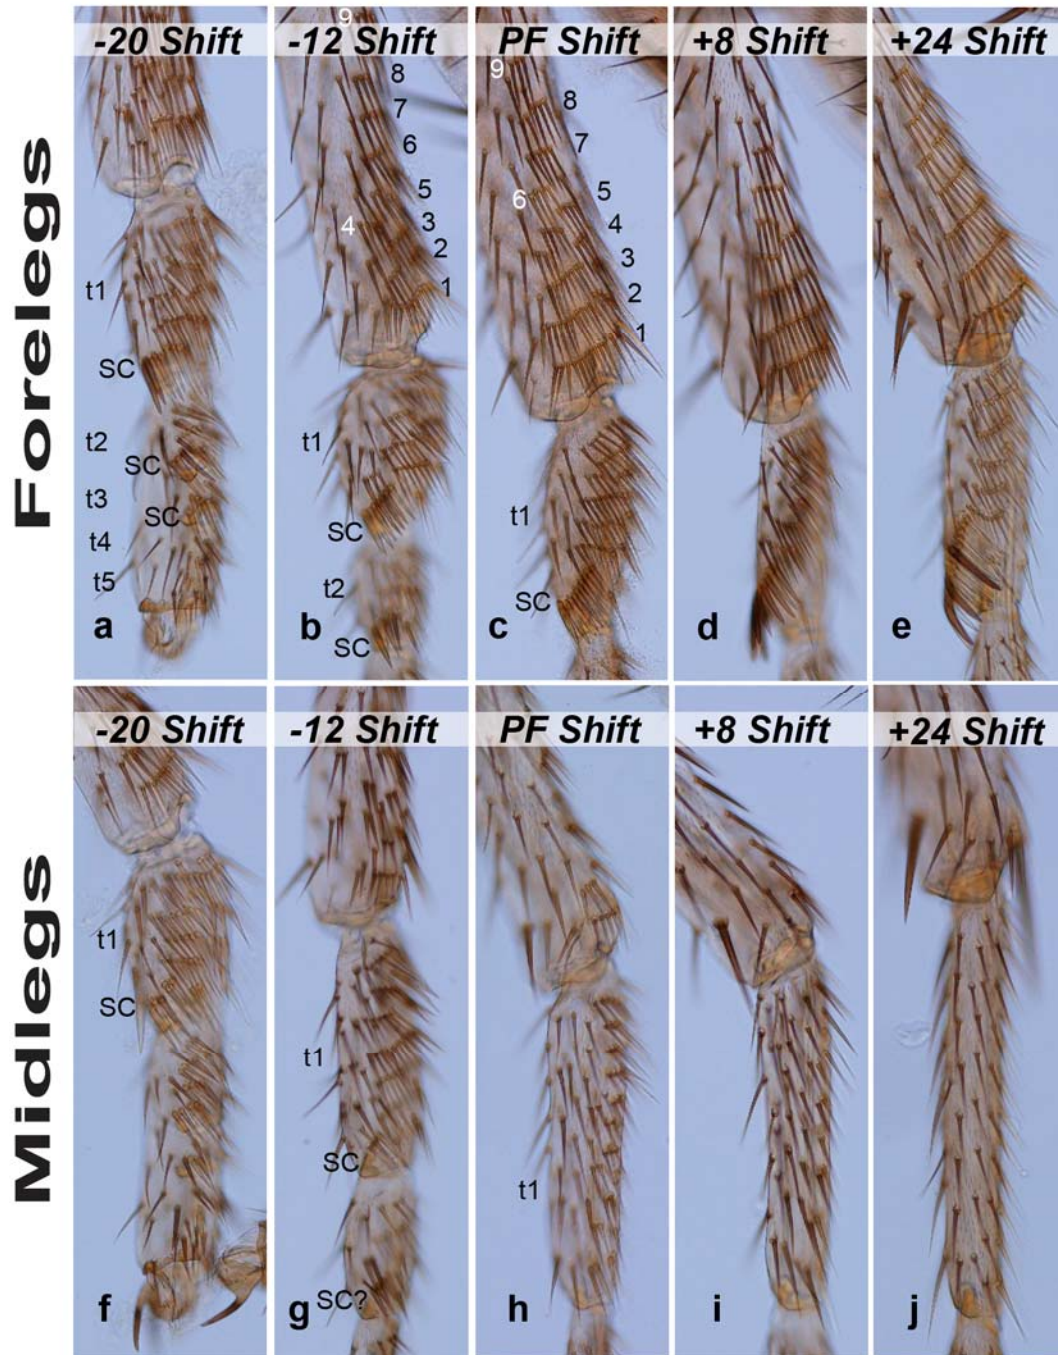 Forelegs
-20 Shift
t1
SC
t2
SC
t3
SC
t4
t5
a
-12 Shift
9
8
7
6
5
4
3
2
1
t1
SC
t2
SC
b
PF Shift
9
8
7
6
5
4
3
2
1
t1
SC
c
+8 Shift
d
+24 Shift
e
Midlegs
-20 Shift
t1
SC
f
-12 Shift
t1
SC
SC?
g
PF Shift
t1
h
+8 Shift
i
+24 Shift
j